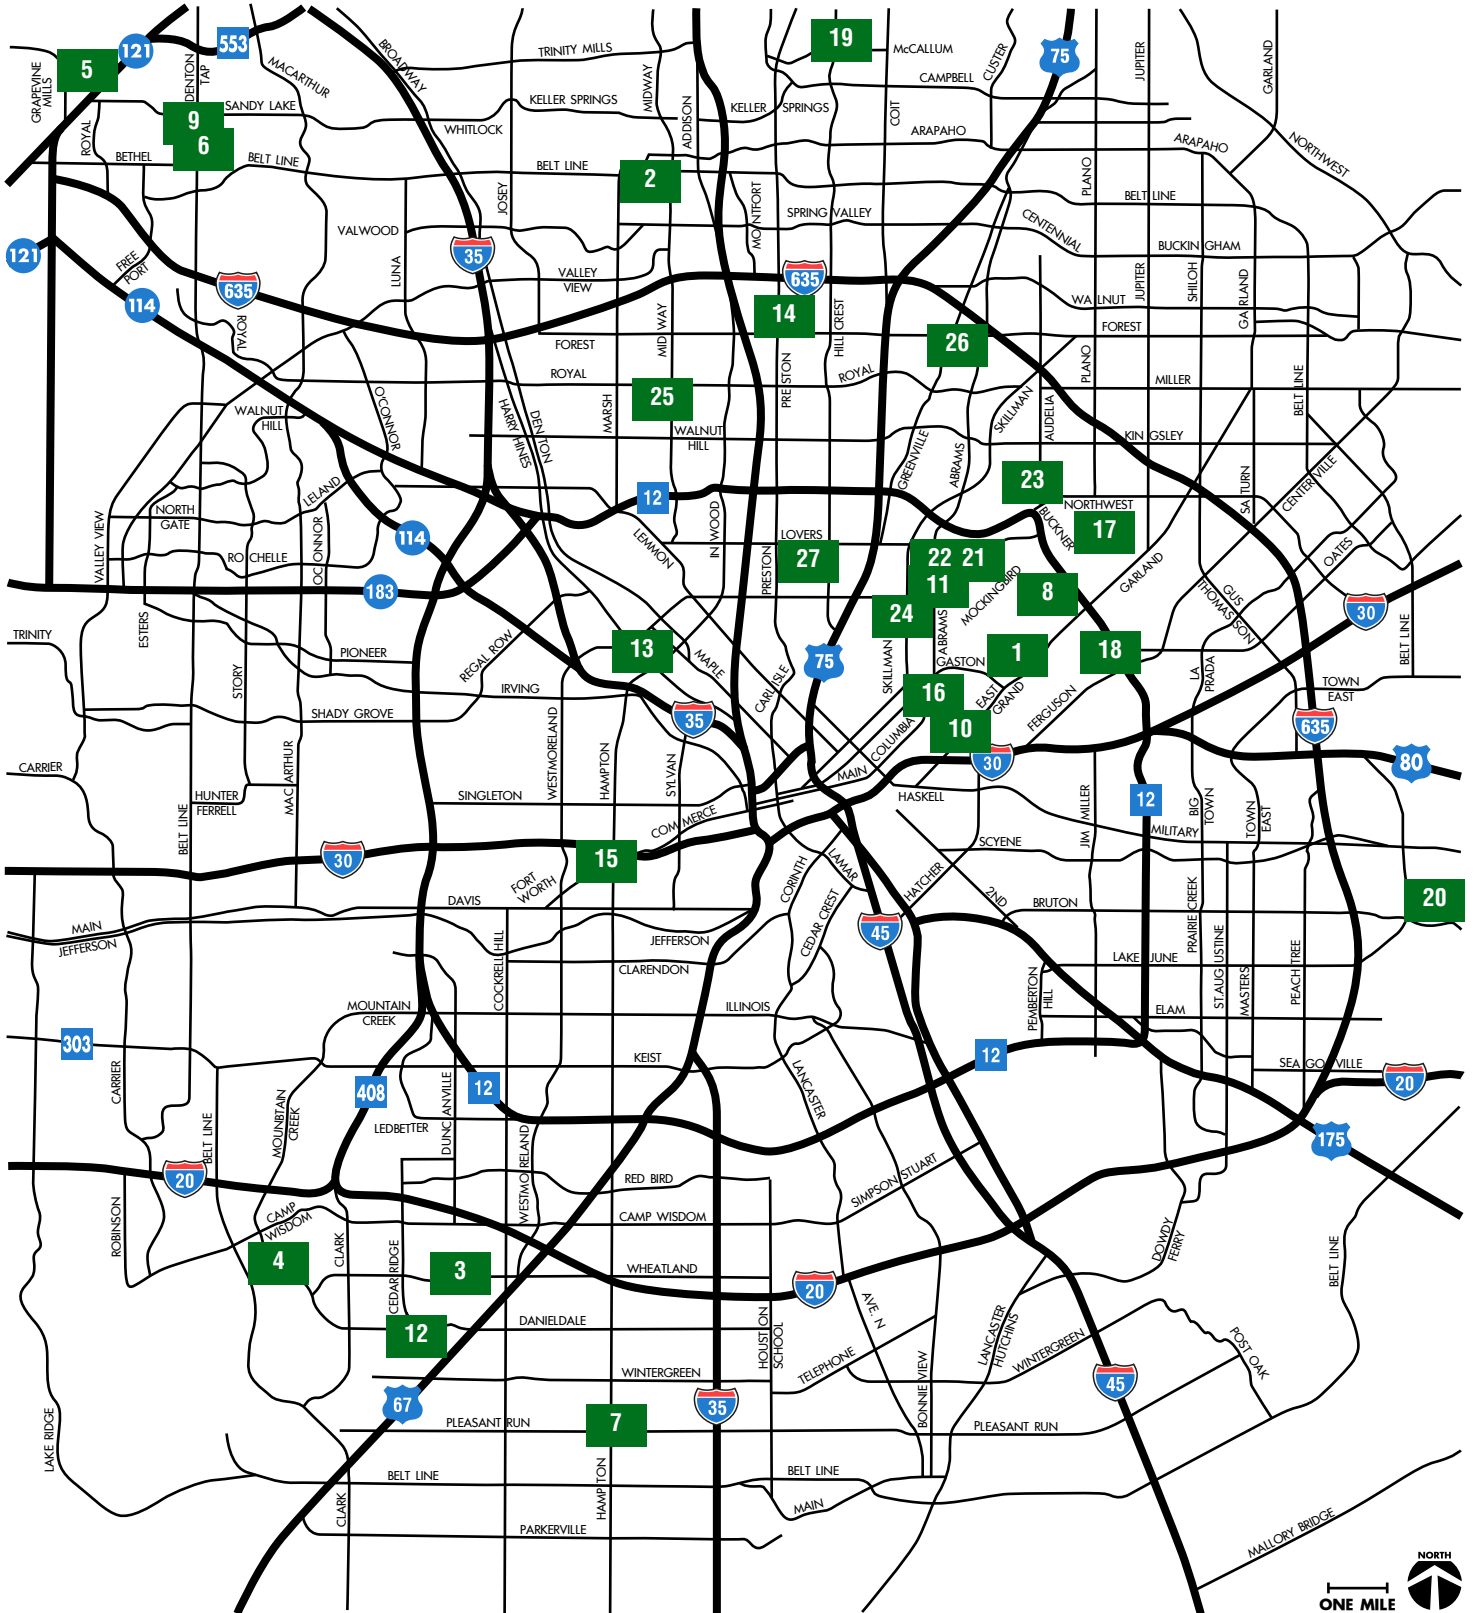 121
553
5
GRAPEVINE
MILLS
DENTON
TAP
MACARTHUR
BROADWAY
TRINITY MILLS
MIDWAY
ADDISON
19
McCALLUM
CAMPBELL
CUSTER
75
JUPITER
GARLAND
ROYAL
SANDY LAKE
9
6
BETHEL
BELT LINE
WHITLOCK
KELLER SPRINGS
KELLER SPRINGS
COIT
ARAPAHO
ARAPAHO
NORTHWEST
BELT LINE
2
JOSEY
MONTFORT
SPRING VALLEY
PLANO
BELT LINE
CENTENNIAL
BUCKINGHAM
121
FREE
PORT
114
635
VALWOOD
LUNA
35
VALLEY
VIEW
635
14
HILLCREST
JUPITER
SHILOH
GARLAND
WALNUT
FOREST
ROYAL
FOREST
MIDWAY
26
PLANO
ROYAL
25
MARSH
PRESTON
ROYAL
MILLER
BELT LINE
WALNUT
HILL
O'CONNOR
HARRY HINES
DENTON
WALNUT
HILL
GREENVILLE
ABRAMS
SKILLMAN
AUDELIA
KINGSLEY
23
SATURN
CENTERVILLE
LELAND
NORTH
GATE
ROCHELLE
O'CONNOR
VALLEY VIEW
114
12
INWOOD
LEMMON
LOVERS
27
PRESTON
22
21
11
24
MOCKINGBIRD
8
NORTHWEST
BUCKNER
17
GARLAND
OATES
GUS
THOMASSON
30
BELT LINE
183
ESTERS
TRINITY
STORY
PIONEER
REGAL ROW
13
MAPLE
CARLISLE
75
SKILLMAN
ABRAMS
GASTON
1
18
LA
PRADA
TOWN
EAST
IRVING
SHADY GROVE
35
16
10
EAST
GRAND
FERGUSON
635
80
CARRIER
MACARTHUR
WESTMORELAND
HAMPTON
SYLVAN
MAIN
COLUMBIA
30
HUNTER
FERRELL
BELT LINE
SINGLETON
COMMERCE
HASKELL
JIM MILLER
12
BIG
TOWN
TOWN
EAST
MILITARY
SCYENE
30
15
FORT
WORTH
CORINTH
LAMAR
HATCHER
2ND
20
DAVIS
CEDAR CREST
45
BRUTON
PRAIRIE CREEK
MAIN
JEFFERSON
COCKRELL HILL
JEFFERSON
CLARENDON
LAKE JUNE
ST. AUGUSTINE
MASTERS
PEACHTREE
MOUNTAIN
CREEK
ILLINOIS
PEMBERTON
HILL
ELAM
303
KEIST
12
SEAGOVILLE
20
CARRIER
408
12
LANCASTER
BELT LINE
MOUNBTAIN
CREEK
LEDBETTER
DUNCANVILLE
WESTMORELAND
175
20
RED BIRD
SIMPSON STUART
ROBINSON
CAMP
WISDOM
CAMP WISDOM
4
CLARK
CEDAR RIDGE
3
WHEATLAND
20
DOWDY
FERRY
BELT LINE
12
DANIELDALE
HOUSTON
SCHOOL
AVE. N
LANCASTER
HUTCHINS
WINTERGREEN
POST OAK
WINTERGREEN
TELEPHONE
67
35
45
LAKE RIDGE
PLEASANT RUN
7
BONNIE VIEW
PLEASANT RUN
BELT LINE
HAMPTON
BELT LINE
MAIN
CLARK
PARKERVILLE
MALLORY BRIDGE
NORTH
ONE MILE